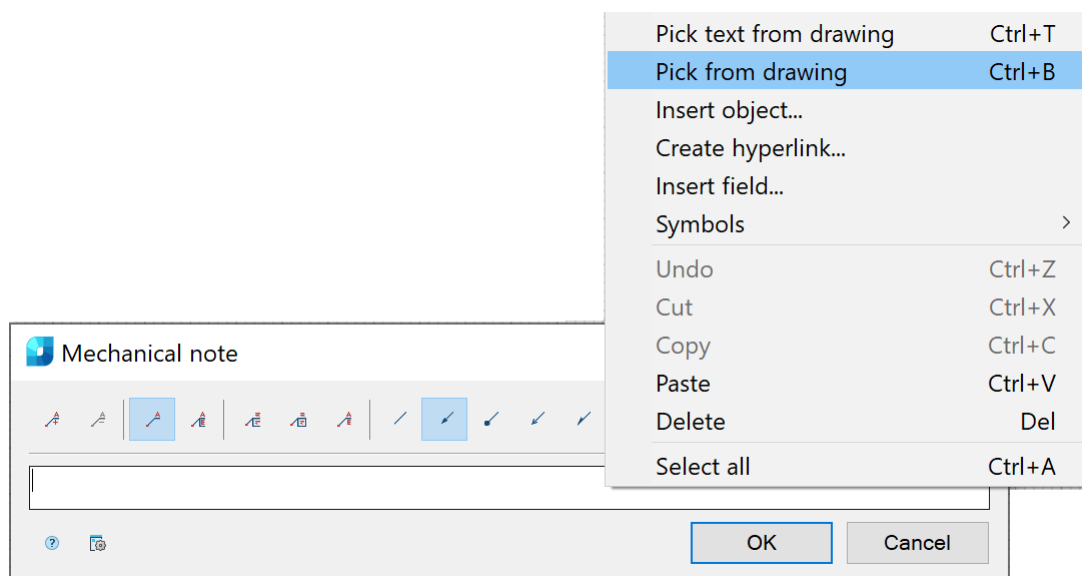 Pick text from drawing Ctrl+T
Pick from drawing Ctrl+B
Insert object...
Create hyperlink...
Insert field...
Symbols
Undo Ctrl+Z
Cut Ctrl+X
Copy Ctrl+C
Paste Ctrl+V
Delete Del
Select all Ctrl+A
Mechanical note
OK Cancel